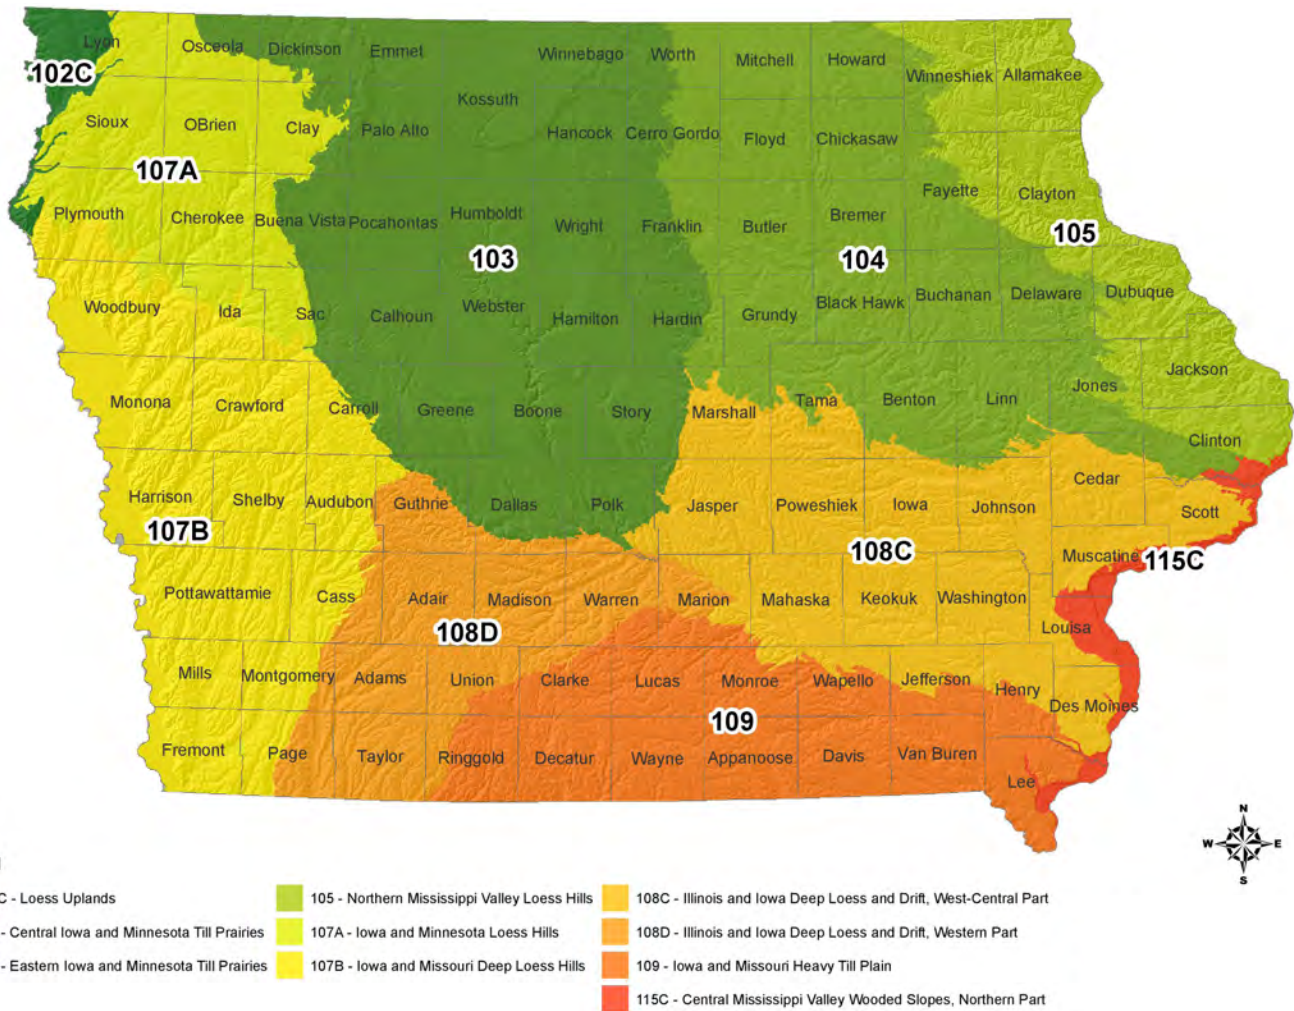 Lyon Osceola Dickinson Emmet Winnebago Worth Mitchell Howard Winneshiek Allamakee
102C
Kossuth
Sioux OBrien Clay Palo Alto Hancock Cerro Gordo Floyd Chickasaw
107A
Plymouth Cherokee Buena Vista Pocahontas Humboldt Wright Franklin Butler Bremer Fayette Clayton
103 104 105
Woodbury Ida Sac Calhoun Webster Hamilton Hardin Grundy Black Hawk Buchanan Delaware Dubuque
Monona Crawford Carroll Greene Boone Story Marshall Tama Benton Linn Jones Jackson
Clinton
Harrison Shelby Audubon Guthrie Dallas Polk Jasper Poweshiek Iowa Johnson Cedar Scott
107B 108C 115C
Muscatine
Pottawattamie Cass Adair Madison Warren Marion Mahaska Keokuk Washington Louisa
108D
Mills Montgomery Adams Union Clarke Lucas Monroe Wapello Jefferson Henry Des Moines
109
Fremont Page Taylor Ringgold Decatur Wayne Appanoose Davis Van Buren Lee
N
W E
S
C - Loess Uplands
- Central Iowa and Minnesota Till Prairies
- Eastern Iowa and Minnesota Till Prairies
105 - Northern Mississippi Valley Loess Hills
107A - Iowa and Minnesota Loess Hills
107B - Iowa and Missouri Deep Loess Hills
108C - Illinois and Iowa Deep Loess and Drift, West-Central Part
108D - Illinois and Iowa Deep Loess and Drift, Western Part
109 - Iowa and Missouri Heavy Till Plain
115C - Central Mississippi Valley Wooded Slopes, Northern Part